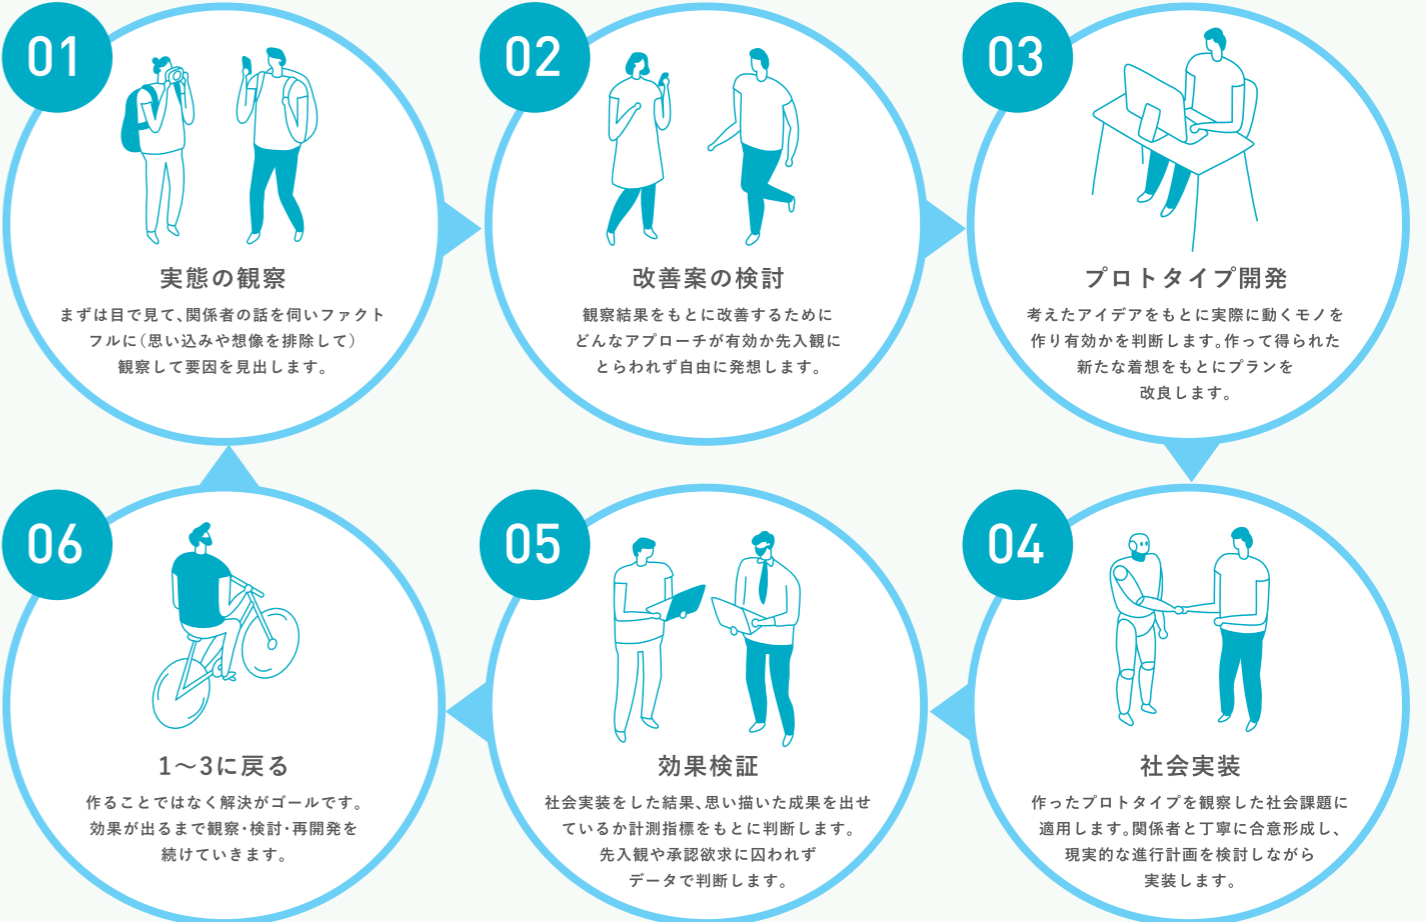 01
実態の観察
まずは目で見て、関係者の話を伺いファクト
フルに（思い込みや想像を排除して）
観察して要因を見出します。
02
改善案の検討
観察結果をもとに改善するために
どんなアプローチが有効か先入観に
とらわれず自由に発想します。
03
プロトタイプ開発
考えたアイデアをもとに実際に動くモノを
作り有効かを判断します。作って得られた
新たな着想をもとにプランを
改良します。
04
社会実装
作ったプロトタイプを観察した社会課題に
適用します。関係者と丁寧に合意形成し、
現実的な進行計画を検討しながら
実装します。
05
効果検証
社会実装をした結果、思い描いた成果を出せ
ているか計測指標をもとに判断します。
先入観や承認欲求に囚われず
データで判断します。
06
1〜3に戻る
作ることではなく解決がゴールです。
効果が出るまで観察・検討・再開発を
続けていきます。